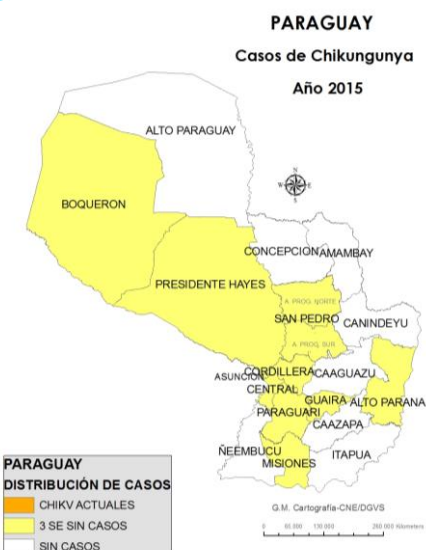 PARAGUAY
Casos de Chikungunya
Año 2015
ALTO PARAGUAY
BOQUERON
CONCEPCION
AMAMBAY
PRESIDENTE HAYES
A. PROG. NORTE
SAN PEDRO
CANINDEYU
A. PROG. SUR
ASUNCION
CORDILLERA
CAAGUAZU
CENTRAL
GUAIRA
ALTO PARANA
PARAGUARI
CAAZAPA
ÑEEMBUCU
MISIONES
ITAPUA
PARAGUAY
DISTRIBUCIÓN DE CASOS
CHIKV ACTUALES
3 SE SIN CASOS
SIN CASOS
G.M. Cartografía-CNE/DGVS